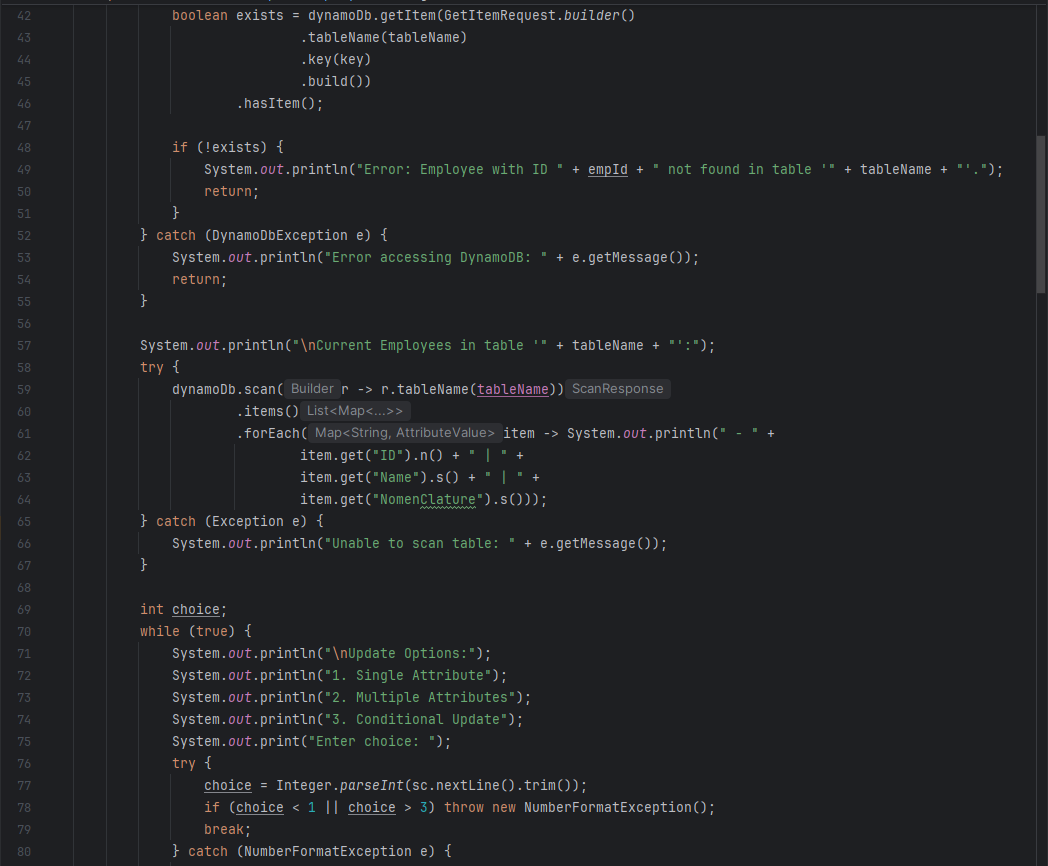 42 boolean exists = dynamoDb.getItem(GetItemRequest.builder()
43 .tableName(tableName)
44 .key(key)
45 .build())
46 .hasItem();
47
48 if (!exists) {
49 System.out.println("Error: Employee with ID " + empId + " not found in table '" + tableName + "'.");
50 return;
51 }
52 } catch (DynamoDbException e) {
53 System.out.println("Error accessing DynamoDB: " + e.getMessage());
54 return;
55 }
56
57 System.out.println("\nCurrent Employees in table '" + tableName + "':");
58 try {
59 dynamoDb.scan( Builder r -> r.tableName(tableName)) ScanResponse
60 .items() List<Map<...>>
61 .forEach( Map<String, AttributeValue> item -> System.out.println(" - " +
62 item.get("ID").n() + " | " +
63 item.get("Name").s() + " | " +
64 item.get("NomenClature").s()));
65 } catch (Exception e) {
66 System.out.println("Unable to scan table: " + e.getMessage());
67 }
68
69 int choice;
70 while (true) {
71 System.out.println("\nUpdate Options:");
72 System.out.println("1. Single Attribute");
73 System.out.println("2. Multiple Attributes");
74 System.out.println("3. Conditional Update");
75 System.out.print("Enter choice: ");
76 try {
77 choice = Integer.parseInt(sc.nextLine().trim());
78 if (choice < 1 || choice > 3) throw new NumberFormatException();
79 break;
80 } catch (NumberFormatException e) {